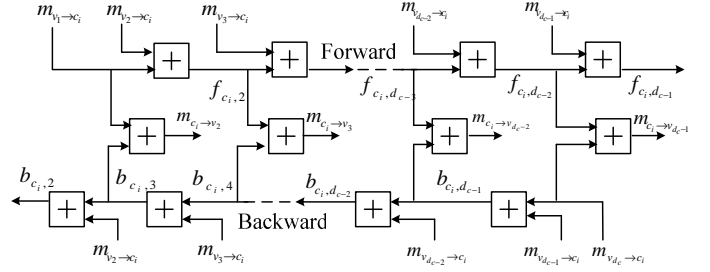 m_{v_1→c_i} m_{v_2→c_i} m_{v_3→c_i} m_{v_{d_c-2}→c_i} m_{v_{d_c-1}→c_i}
+ + Forward + +
f_{c_i,2} f_{c_i,d_c-3} f_{c_i,d_c-2} f_{c_i,d_c-1}
+ m_{c_i→v_2} + m_{c_i→v_3} + m_{c_i→v_{d_c-2}} + m_{c_i→v_{d_c-1}}
b_{c_i,2} b_{c_i,3} b_{c_i,4} b_{c_i,d_c-2} b_{c_i,d_c-1}
+ + Backward + +
m_{v_2→c_i} m_{v_3→c_i} m_{v_{d_c-2}→c_i} m_{v_{d_c-1}→c_i} m_{v_{d_c}→c_i}